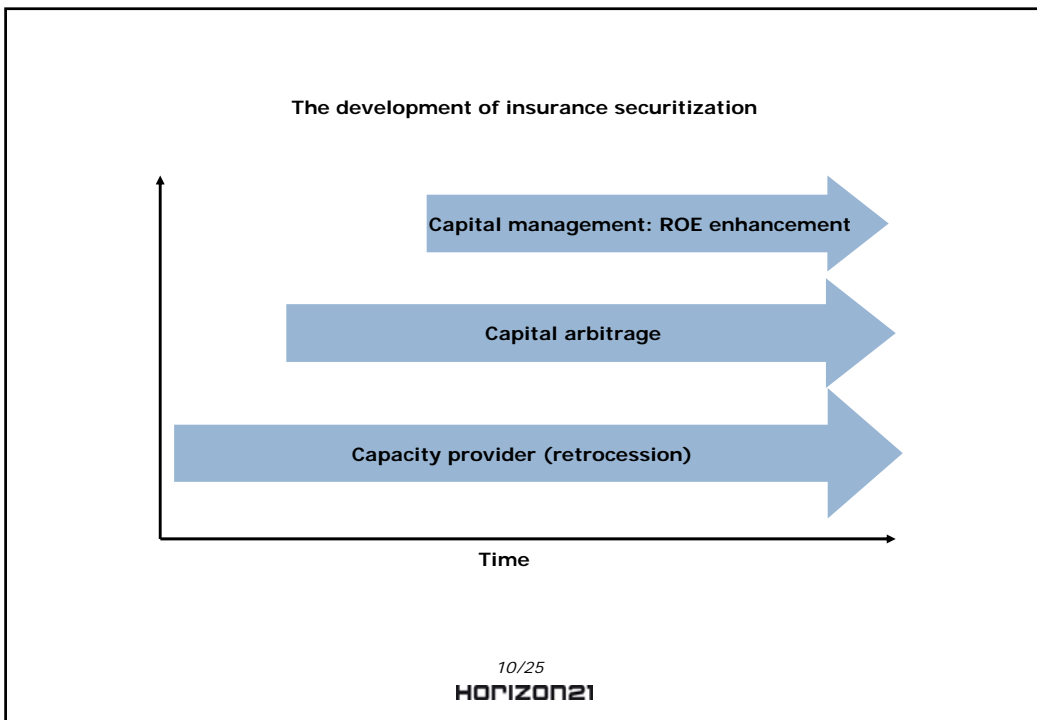 The development of insurance securitization
Capital management: ROE enhancement
Capital arbitrage
Capacity provider (retrocession)
Time
10/25
HORIZON21